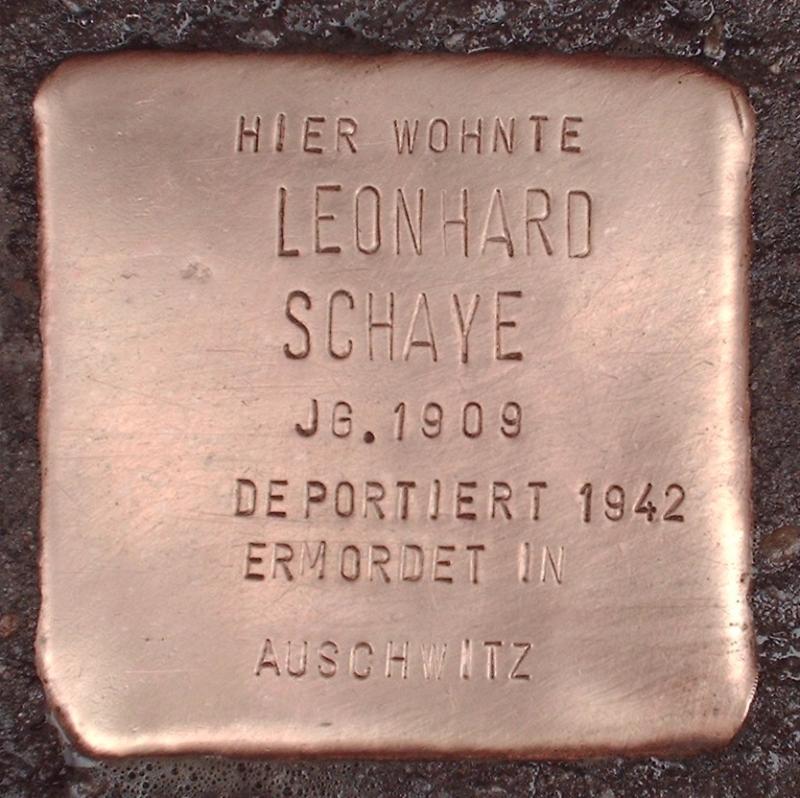 HIER WOHNTE
LEONHARD
SCHAYE
JG. 1909
DEPORTIERT 1942
ERMORDET IN
AUSCHWITZ